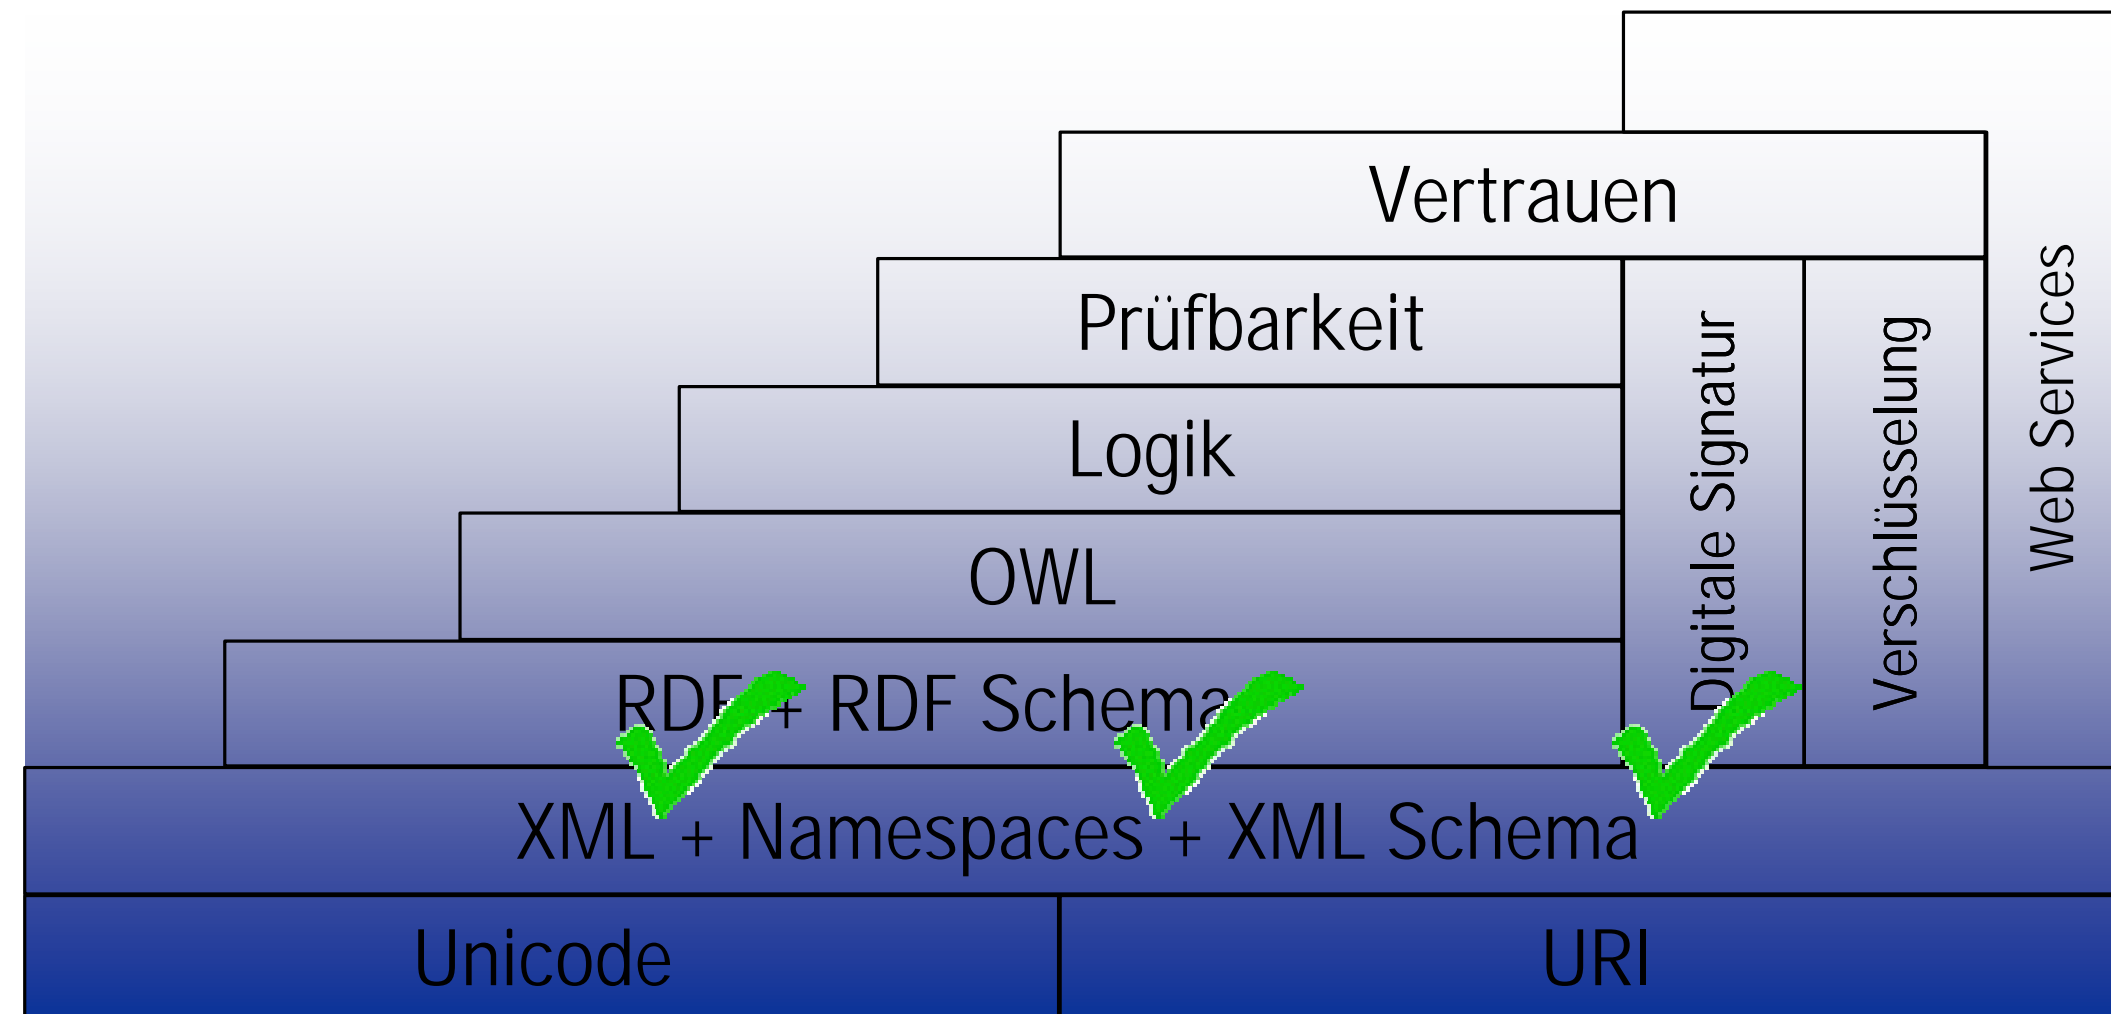 Vertrauen
Prüfbarkeit
Logik
OWL
RDF + RDF Schema
Digitale Signatur
Verschlüsselung
Web Services
XML + Namespaces + XML Schema
Unicode
URI